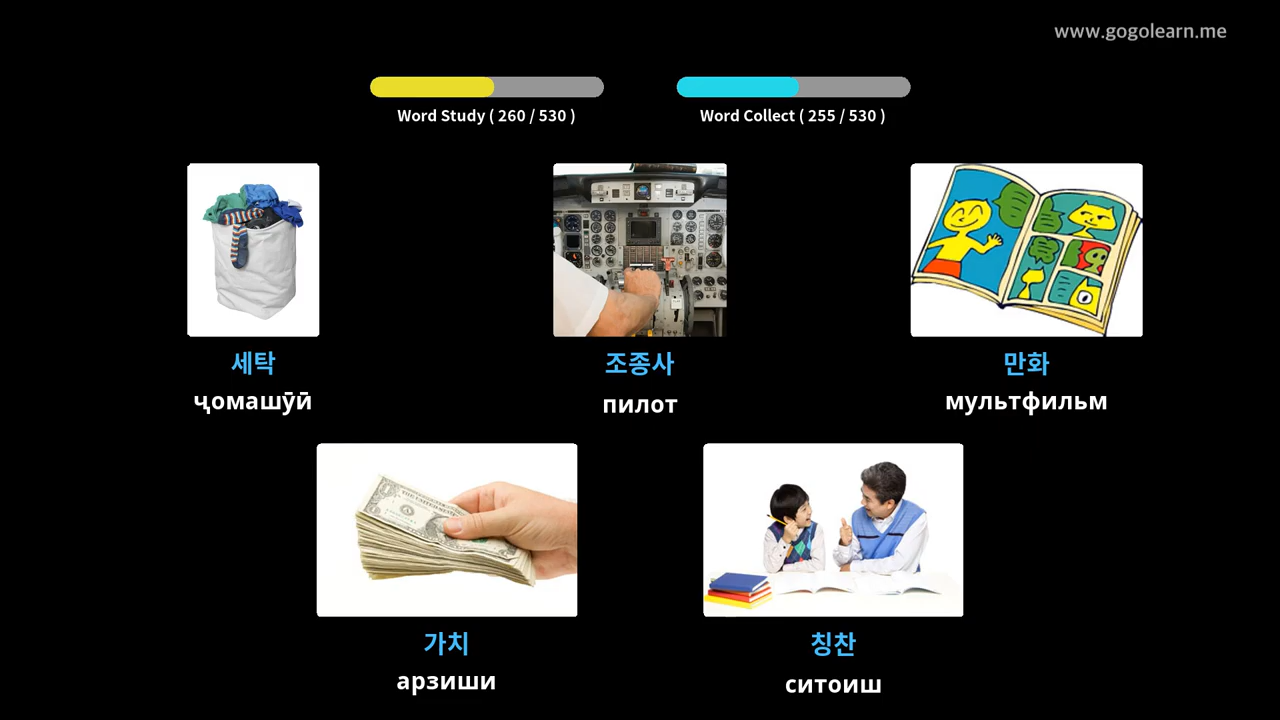 www.gogolearn.me
Word Study ( 260 / 530 )
Word Collect ( 255 / 530 )
세탁
조종사
만화
ҷомашӯӣ
пилот
мультфильм
가치
칭찬
арзиши
ситоиш